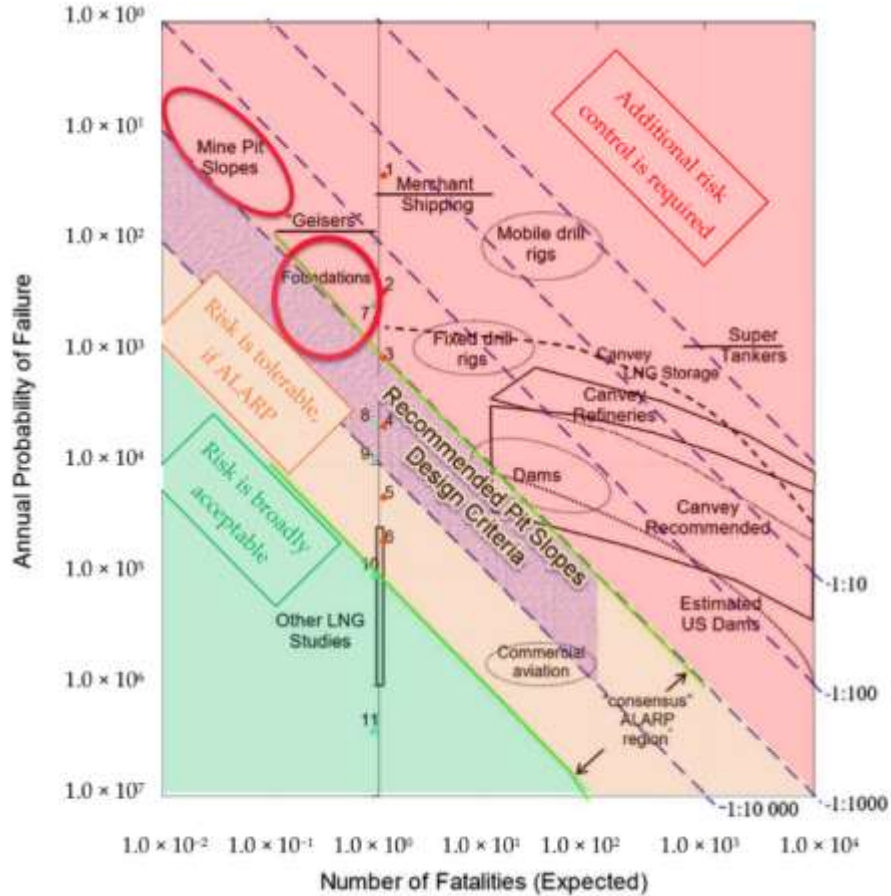 1.0 × 10⁰
1.0 × 10¹
1.0 × 10²
1.0 × 10³
1.0 × 10⁴
1.0 × 10⁵
1.0 × 10⁶
1.0 × 10⁷
Annual Probability of Failure
Additional risk
control is required
Mine Pit
Slopes
1
Merchant
Shipping
"Geisers"
Mobile drill
rigs
Foundations
2
7
Fixed drill
rigs
Super
Tankers
3
Canvey
LNG Storage
Risk is tolerable,
if ALARP
Canvey
Refineries
8
4
9
Recommended Pit Slopes
Design Criteria
Risk is broadly
acceptable
Dams
5
Canvey
Recommended
6
10
-1:10
Other LNG
Studies
Estimated
US Dams
Commercial
aviation
-1:100
"consensus"
ALARP
region"
11
-1:10 000
-1:1000
1.0 × 10⁻²
1.0 × 10⁻¹
1.0 × 10⁰
1.0 × 10¹
1.0 × 10²
1.0 × 10³
1.0 × 10⁴
Number of Fatalities (Expected)